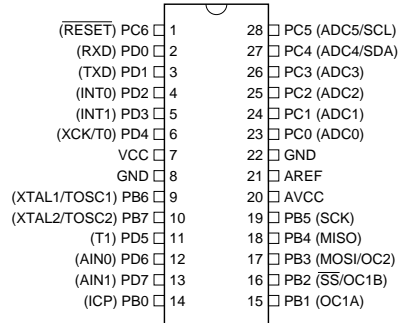 (RESET) PC6 1 28 PC5 (ADC5/SCL)
(RXD) PD0 2 27 PC4 (ADC4/SDA)
(TXD) PD1 3 26 PC3 (ADC3)
(INT0) PD2 4 25 PC2 (ADC2)
(INT1) PD3 5 24 PC1 (ADC1)
(XCK/T0) PD4 6 23 PC0 (ADC0)
VCC 7 22 GND
GND 8 21 AREF
(XTAL1/TOSC1) PB6 9 20 AVCC
(XTAL2/TOSC2) PB7 10 19 PB5 (SCK)
(T1) PD5 11 18 PB4 (MISO)
(AIN0) PD6 12 17 PB3 (MOSI/OC2)
(AIN1) PD7 13 16 PB2 (SS/OC1B)
(ICP) PB0 14 15 PB1 (OC1A)